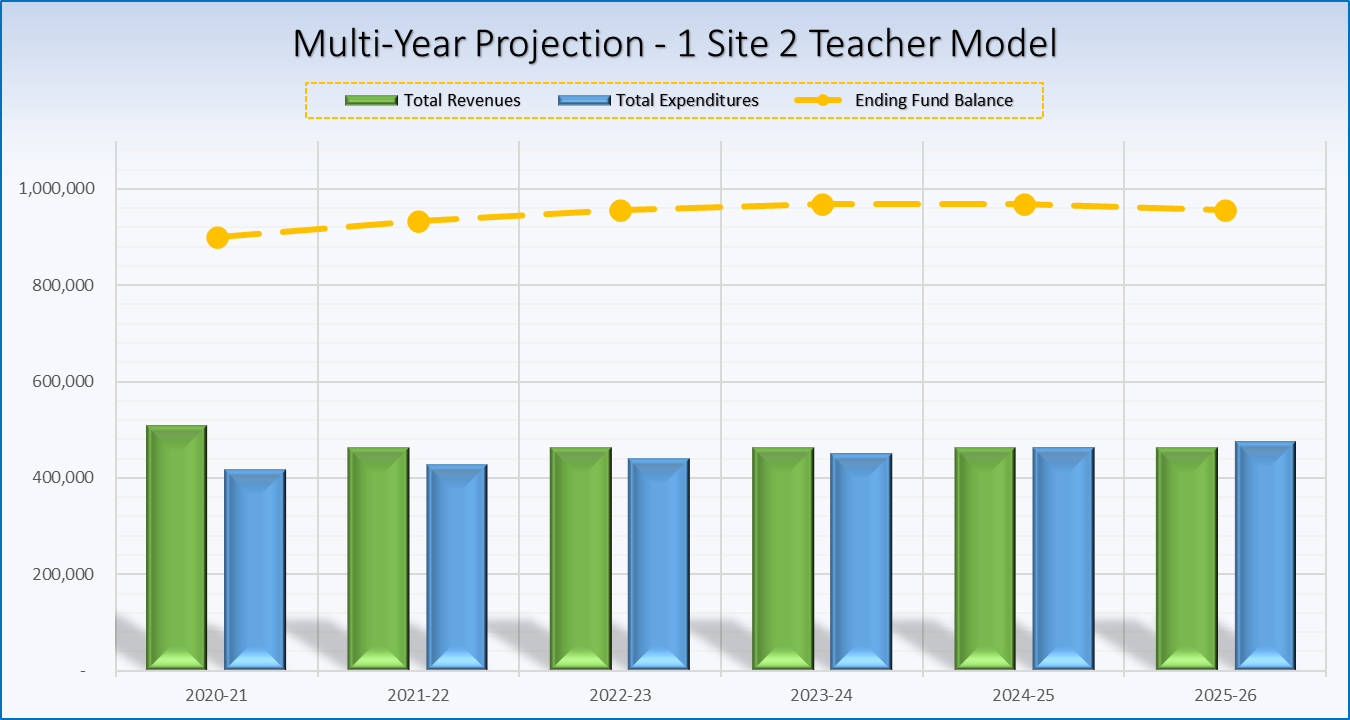 Multi-Year Projection - 1 Site 2 Teacher Model
Total Revenues Total Expenditures Ending Fund Balance
1,000,000
800,000
600,000
400,000
200,000
-
2020-21 2021-22 2022-23 2023-24 2024-25 2025-26